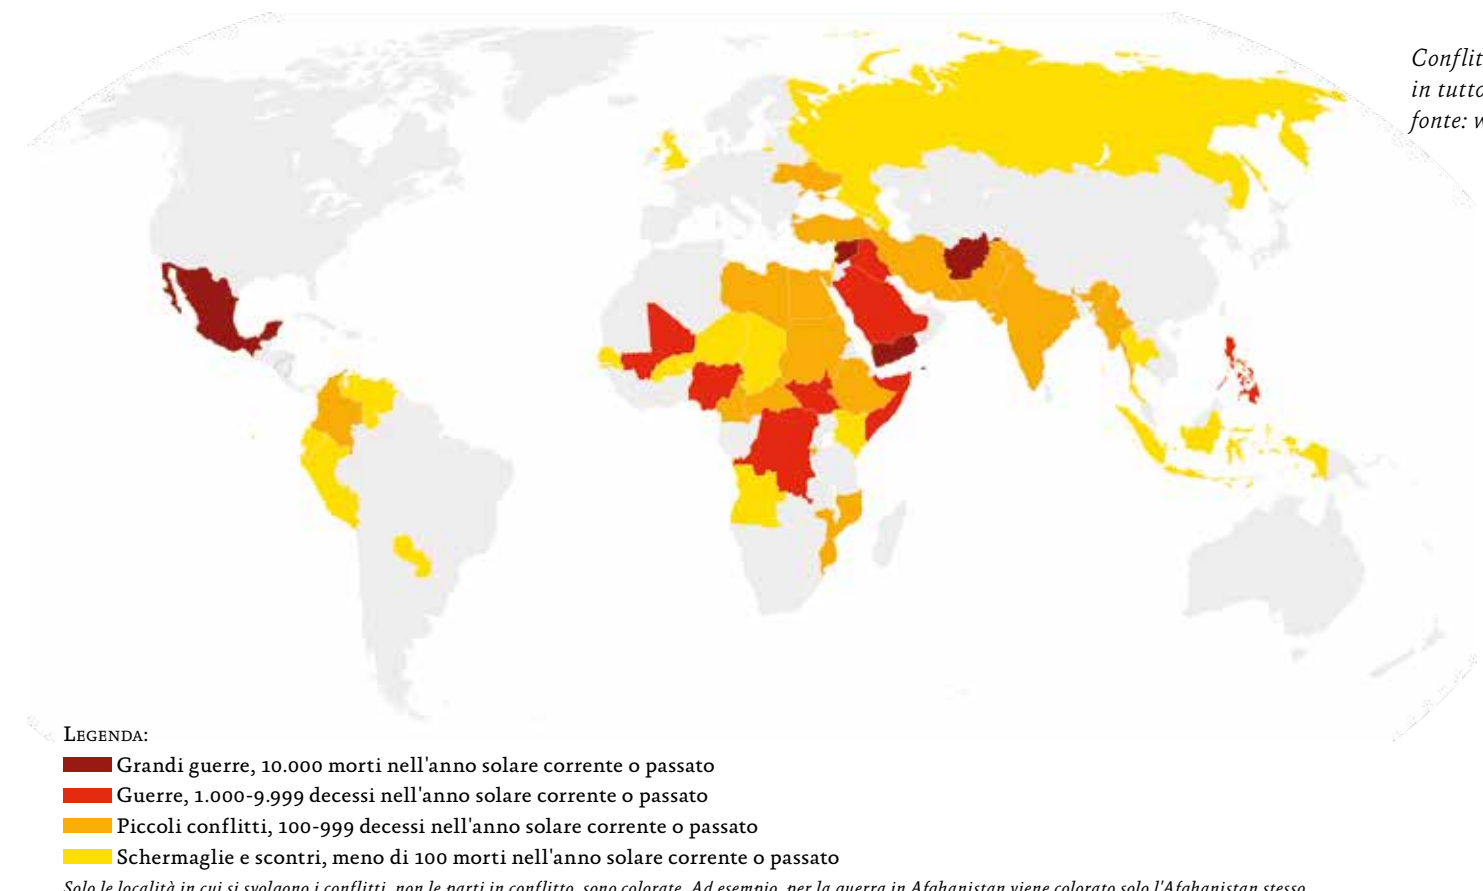 Conflit
in tutto
fonte: w
LEGENDA:
Grandi guerre, 10.000 morti nell'anno solare corrente o passato
Guerre, 1.000-9.999 decessi nell'anno solare corrente o passato
Piccoli conflitti, 100-999 decessi nell'anno solare corrente o passato
Schermaglie e scontri, meno di 100 morti nell'anno solare corrente o passato
Solo le località in cui si svolgono i conflitti, non le parti in conflitto, sono colorate. Ad esempio, per la guerra in Afghanistan viene colorato solo l'Afghanistan stesso